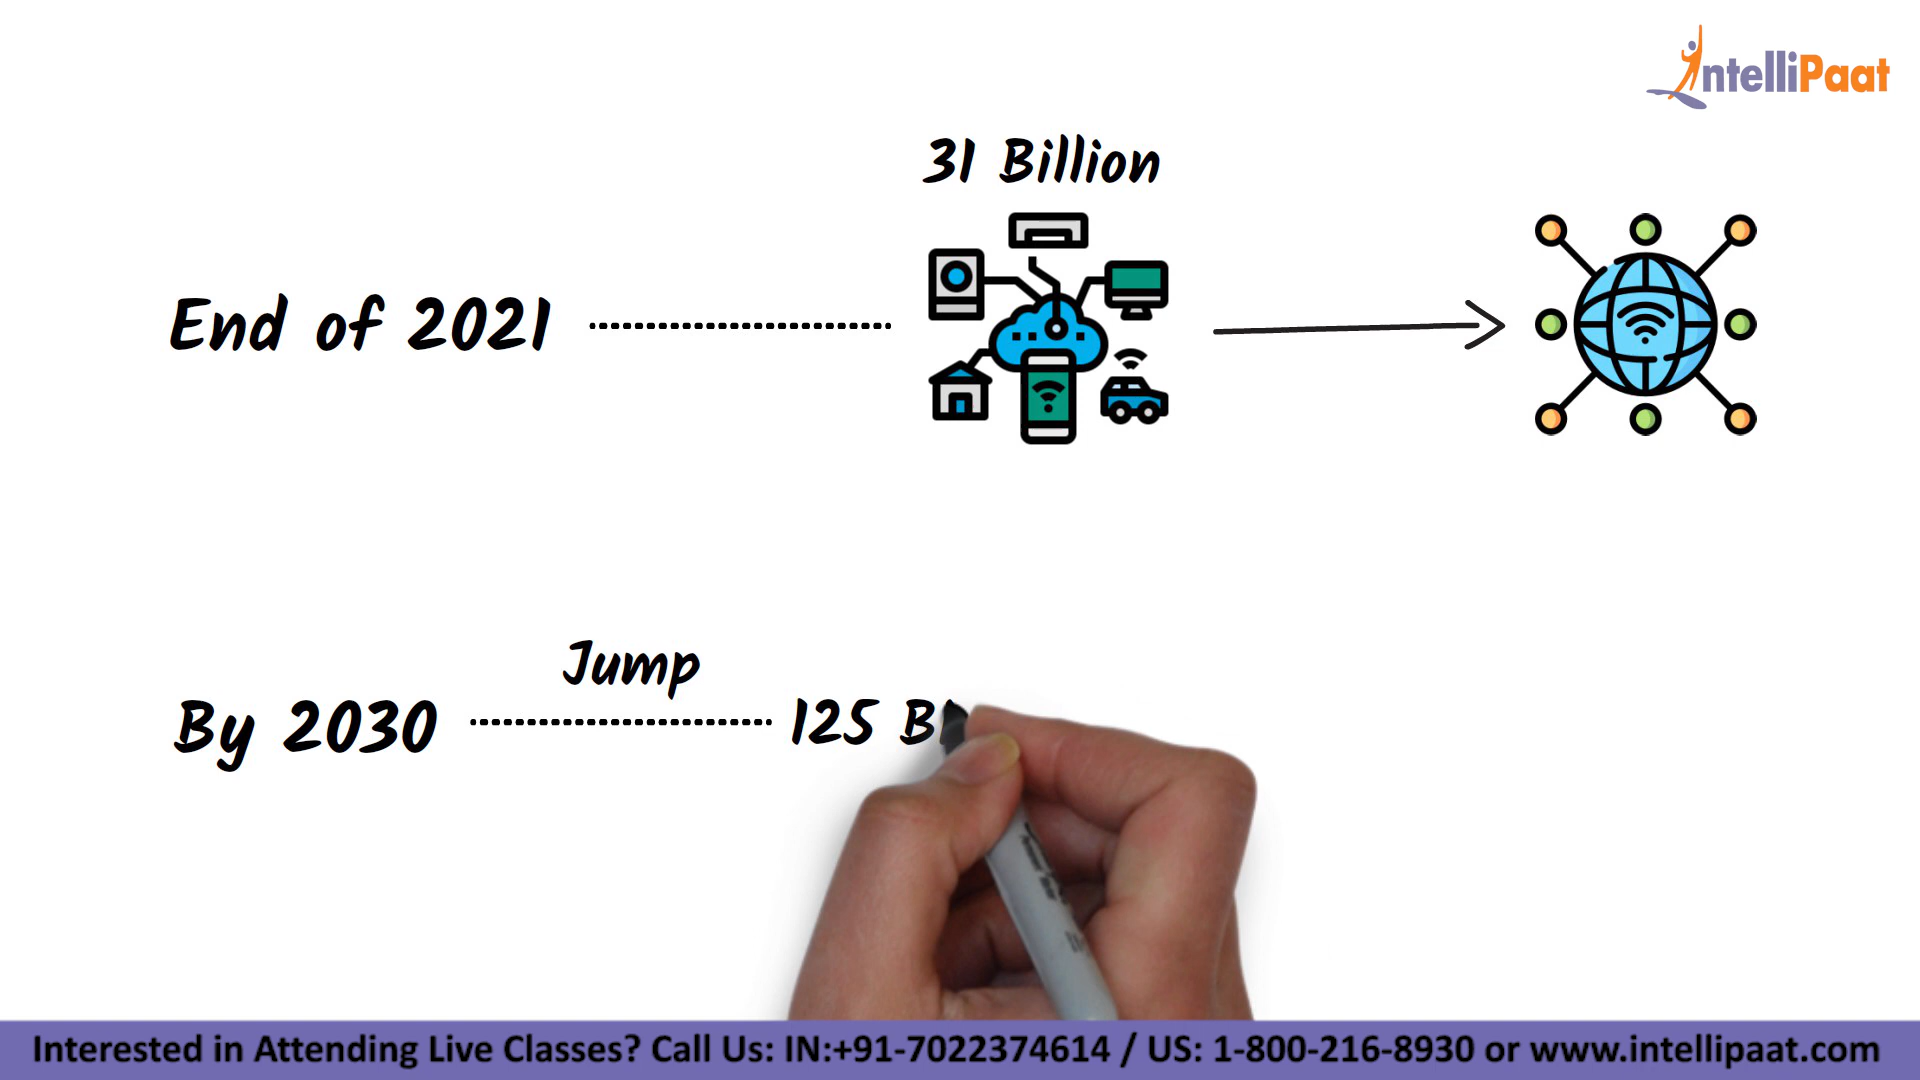 IntelliPaat
31 Billion
End of 2021
Jump
By 2030 125 B
Interested in Attending Live Classes? Call Us: IN:+91-7022374614 / US: 1-800-216-8930 or www.intellipaat.com